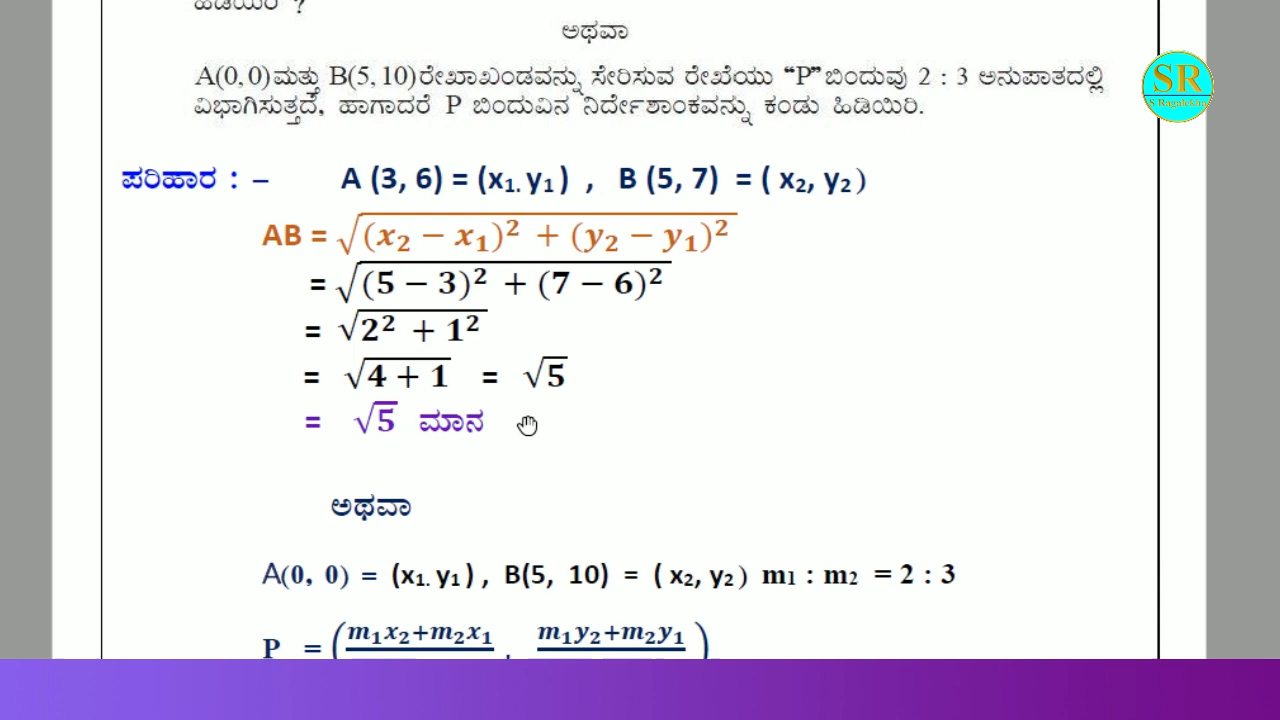 ಹಿಡಿಯಿರಿ ?
ಅಥವಾ
A(0, 0) ಮತ್ತು B(5, 10) ರೇಖಾಖಂಡವನ್ನು ಸೇರಿಸುವ ರೇಖೆಯು “P” ಬಿಂದುವು 2 : 3 ಅನುಪಾತದಲ್ಲಿ
ವಿಭಾಗಿಸುತ್ತದೆ, ಹಾಗಾದರೆ P ಬಿಂದುವಿನ ನಿರ್ದೇಶಾಂಕವನ್ನು ಕಂಡು ಹಿಡಿಯಿರಿ.
SR
S Ragalekha
ಪರಿಹಾರ : – A (3, 6) = (x₁. y₁ ) , B (5, 7) = ( x₂, y₂ )
AB = √(x₂ − x₁)² + (y₂ − y₁)²
= √(5 − 3)² + (7 − 6)²
= √2² + 1²
= √4 + 1 = √5
= √5 ಮಾನ
ಅಥವಾ
A(0, 0) = (x₁. y₁ ) , B(5, 10) = ( x₂, y₂ ) m₁ : m₂ = 2 : 3
P = (m₁x₂+m₂x₁ , m₁y₂+m₂y₁)